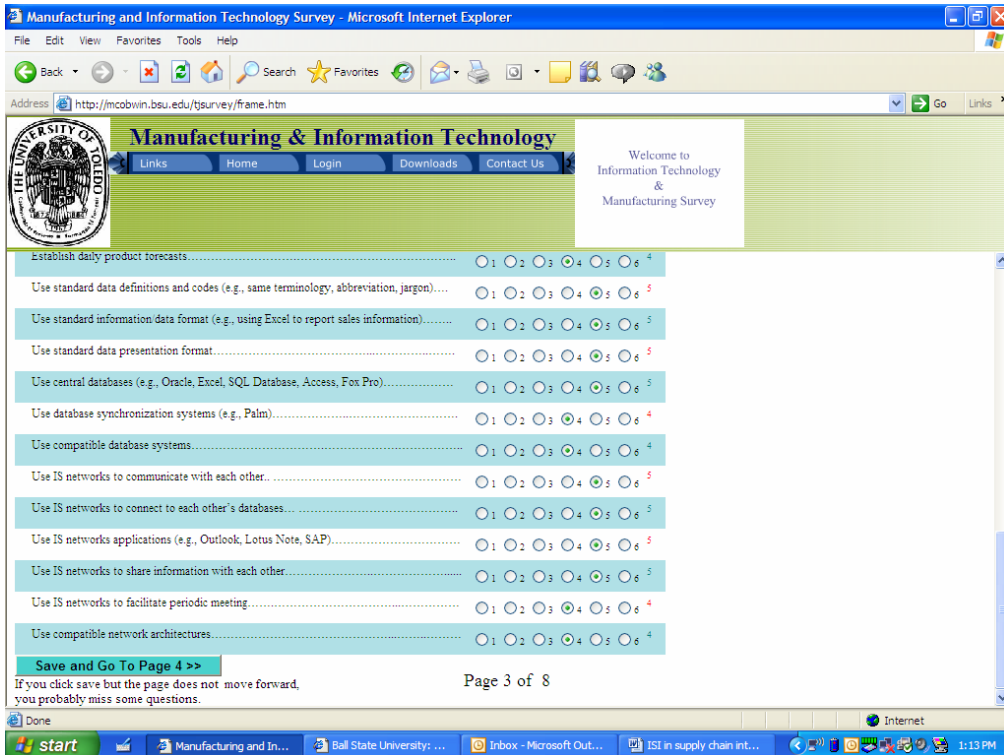 Manufacturing and Information Technology Survey - Microsoft Internet Explorer
File Edit View Favorites Tools Help
Back Search Favorites
Address http://mcobwin.bsu.edu/tjsurvey/frame.htm Go Links
THE UNIVERSITY OF TOLEDO
Manufacturing & Information Technology
Links Home Login Downloads Contact Us
Welcome to
Information Technology
&
Manufacturing Survey
Establish daily product forecasts 1 2 3 4 5 6 4
Use standard data definitions and codes (e.g., same terminology, abbreviation, jargon).... 1 2 3 4 5 6 5
Use standard information/data format (e.g., using Excel to report sales information)........ 1 2 3 4 5 6 5
Use standard data presentation format 1 2 3 4 5 6 5
Use central databases (e.g., Oracle, Excel, SQL Database, Access, Fox Pro) 1 2 3 4 5 6 5
Use database synchronization systems (e.g., Palm) 1 2 3 4 5 6 4
Use compatible database systems 1 2 3 4 5 6 4
Use IS networks to communicate with each other.. 1 2 3 4 5 6 5
Use IS networks to connect to each other's databases... 1 2 3 4 5 6 5
Use IS networks applications (e.g., Outlook, Lotus Note, SAP) 1 2 3 4 5 6 5
Use IS networks to share information with each other 1 2 3 4 5 6 5
Use IS networks to facilitate periodic meeting 1 2 3 4 5 6 4
Use compatible network architectures 1 2 3 4 5 6 4
Save and Go To Page 4 >>
If you click save but the page does not move forward,
you probably miss some questions.
Page 3 of 8
Done Internet
start Manufacturing and In... Ball State University: ... Inbox - Microsoft Out... ISI in supply chain int... 1:13 PM